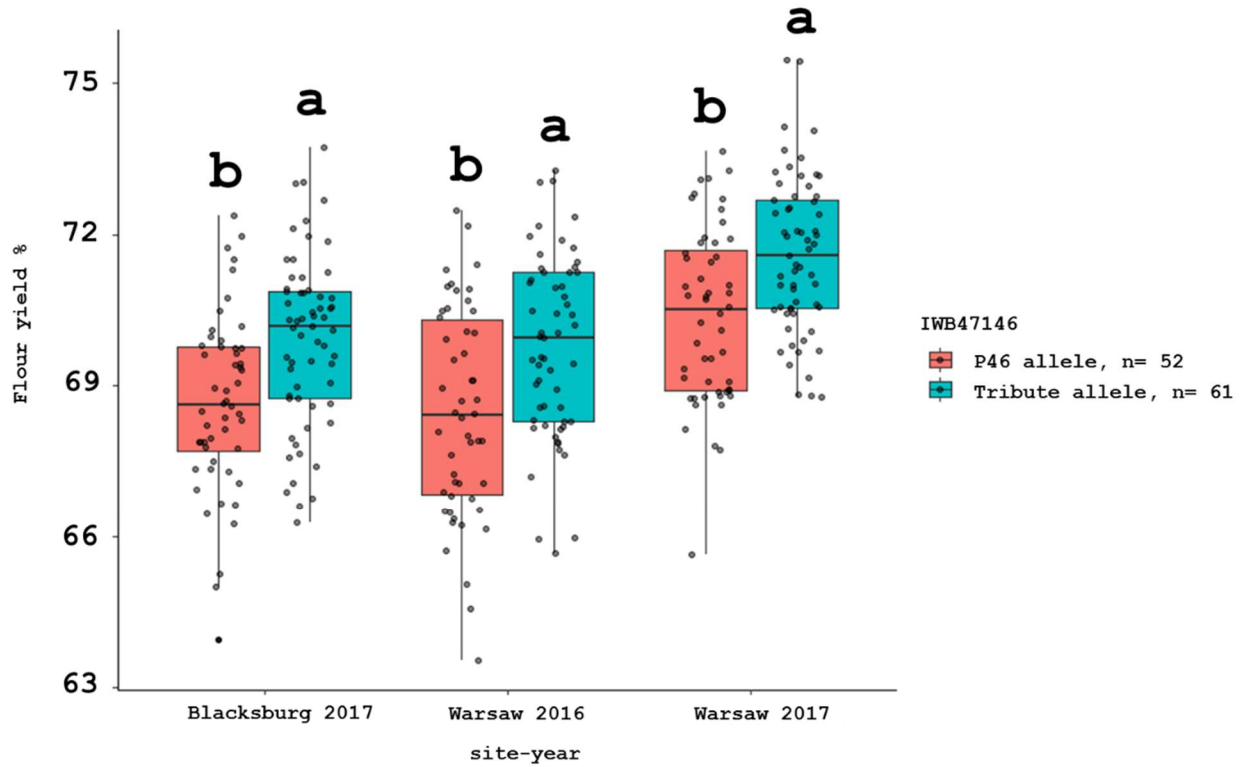 a
a
b
a
b
b
75
72
69
66
63
Flour yield %
IWB47146
P46 allele, n= 52
Tribute allele, n= 61
Blacksburg 2017
Warsaw 2016
Warsaw 2017
site-year